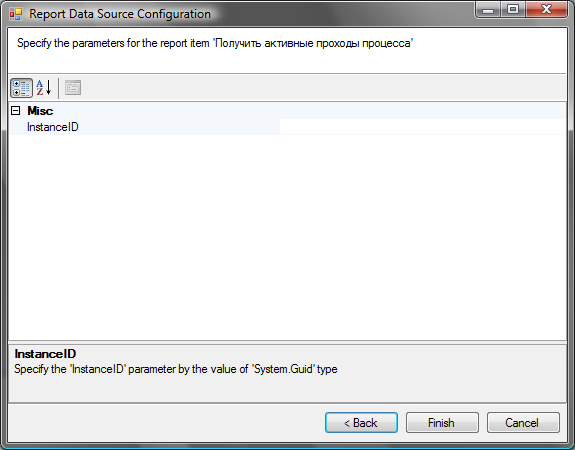 Report Data Source Configuration
Specify the parameters for the report item 'Получить активные проходы процесса'
Misc
InstanceID
InstanceID
Specify the 'InstanceID' parameter by the value of 'System.Guid' type
< Back Finish Cancel